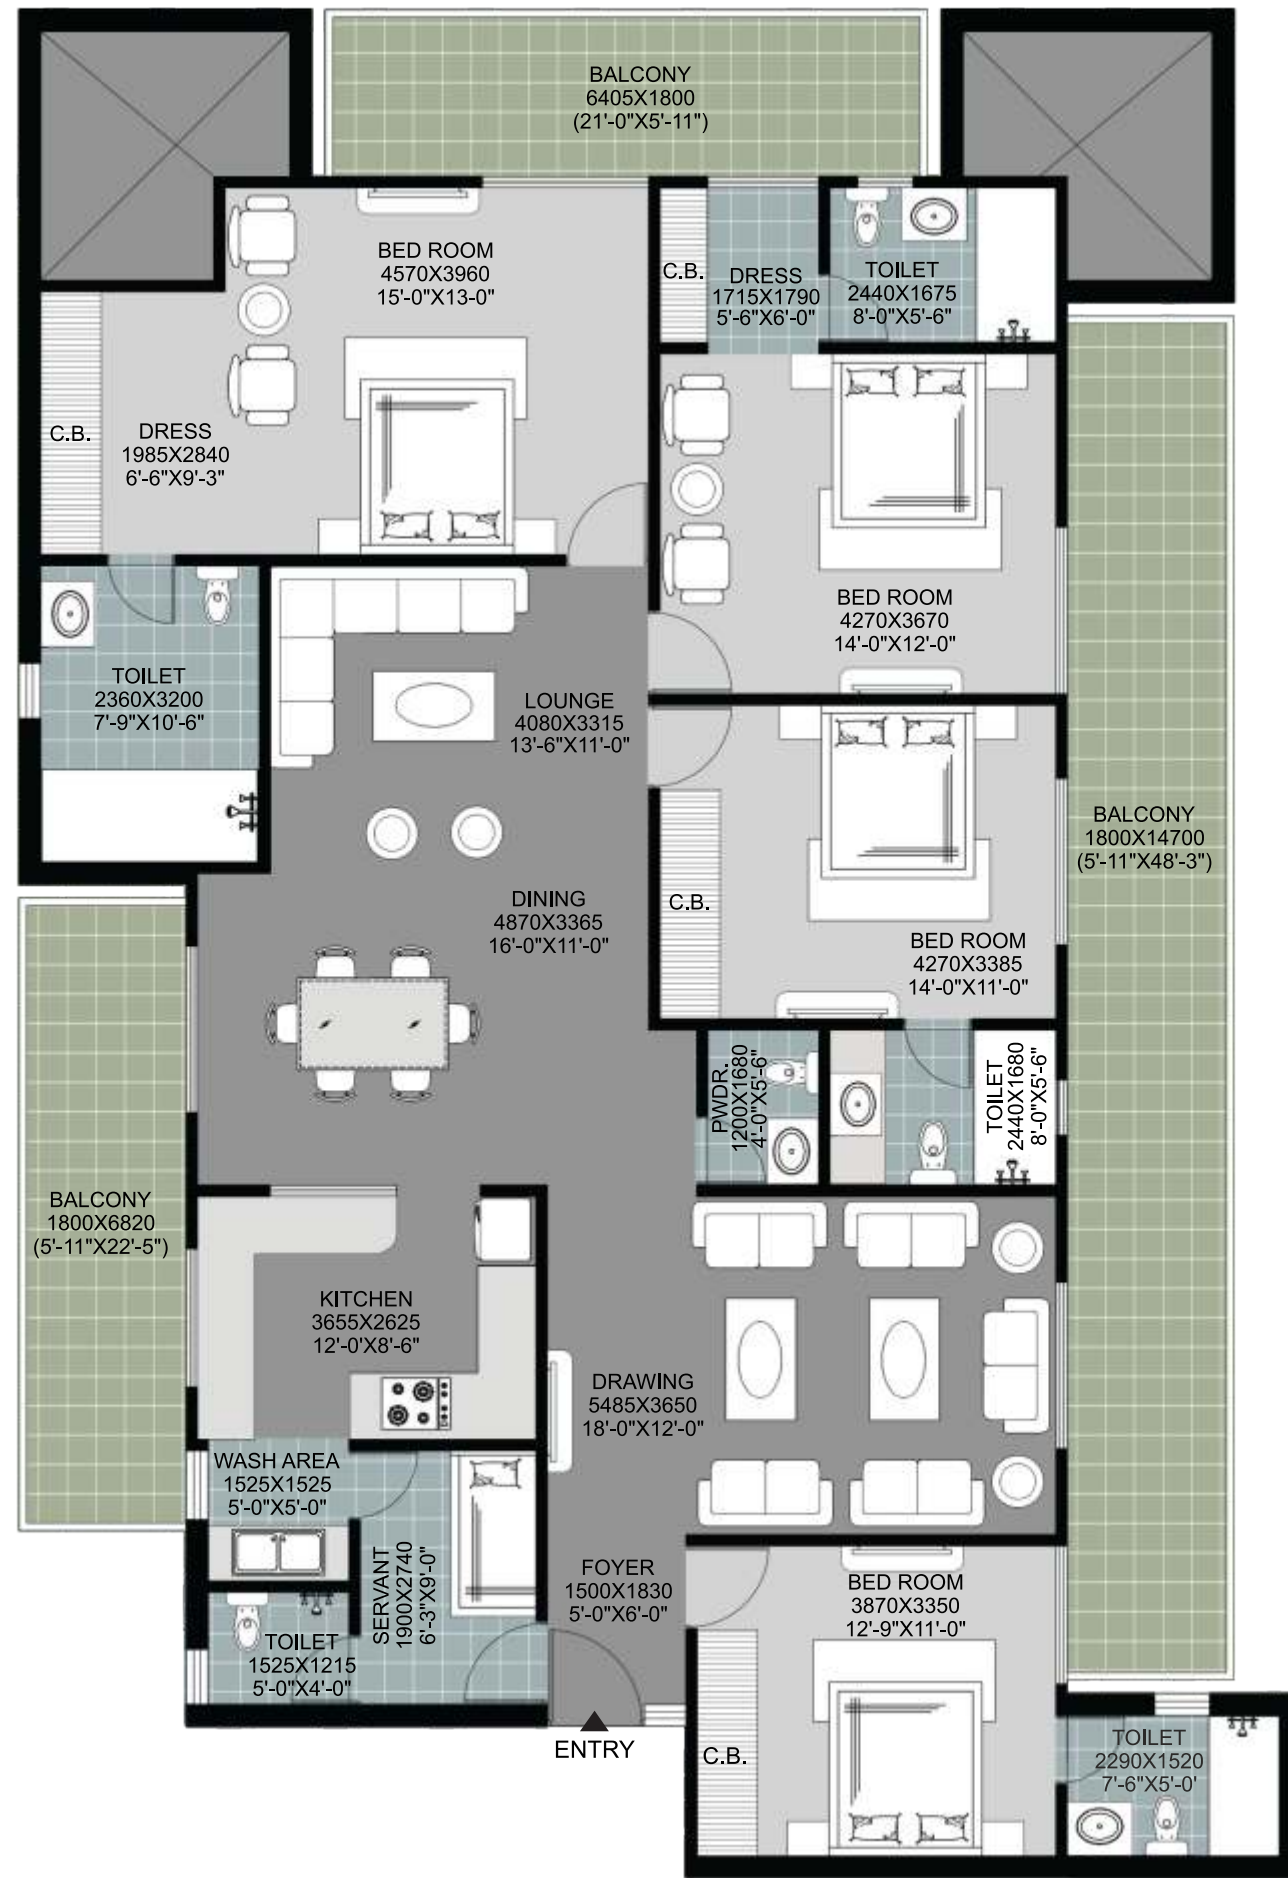 BALCONY
6405X1800
(21'-0"X5'-11")
BED ROOM
4570X3960
15'-0"X13-0"
C.B.
DRESS
1715X1790
5'-6"X6'-0"
TOILET
2440X1675
8'-0"X5'-6"
C.B.
DRESS
1985X2840
6'-6"X9'-3"
BED ROOM
4270X3670
14'-0"X12'-0"
TOILET
2360X3200
7'-9"X10'-6"
LOUNGE
4080X3315
13'-6"X11'-0"
BALCONY
1800X14700
(5'-11"X48'-3")
DINING
4870X3365
16'-0"X11'-0"
C.B.
BED ROOM
4270X3385
14'-0"X11'-0"
PWDR.
1200X1680
4'-0"X5'-6"
TOILET
2440X1680
8'-0"X5'-6"
BALCONY
1800X6820
(5'-11"X22'-5")
KITCHEN
3655X2625
12'-0'X8'-6"
DRAWING
5485X3650
18'-0"X12'-0"
WASH AREA
1525X1525
5'-0"X5'-0"
SERVANT
1900X2740
6'-3"X9'-0"
FOYER
1500X1830
5'-0"X6'-0"
BED ROOM
3870X3350
12'-9"X11'-0"
TOILET
1525X1215
5'-0"X4'-0"
ENTRY
C.B.
TOILET
2290X1520
7'-6"X5'-0'